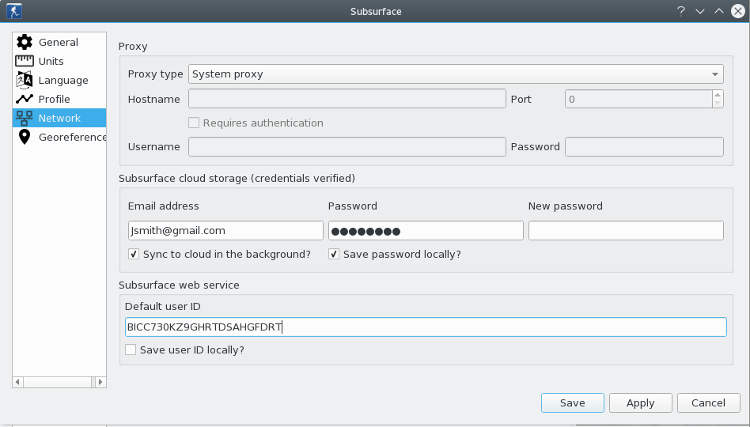 Subsurface
General
Units
Language
Profile
Network
Georeference
Proxy
Proxy type System proxy
Hostname Port 0
Requires authentication
Username Password
Subsurface cloud storage (credentials verified)
Email address Password New password
Jsmith@gmail.com ●●●●●●●●
Sync to cloud in the background? Save password locally?
Subsurface web service
Default user ID
BICC730KZ9GHRTDSAHGFDRT
Save user ID locally?
Save Apply Cancel